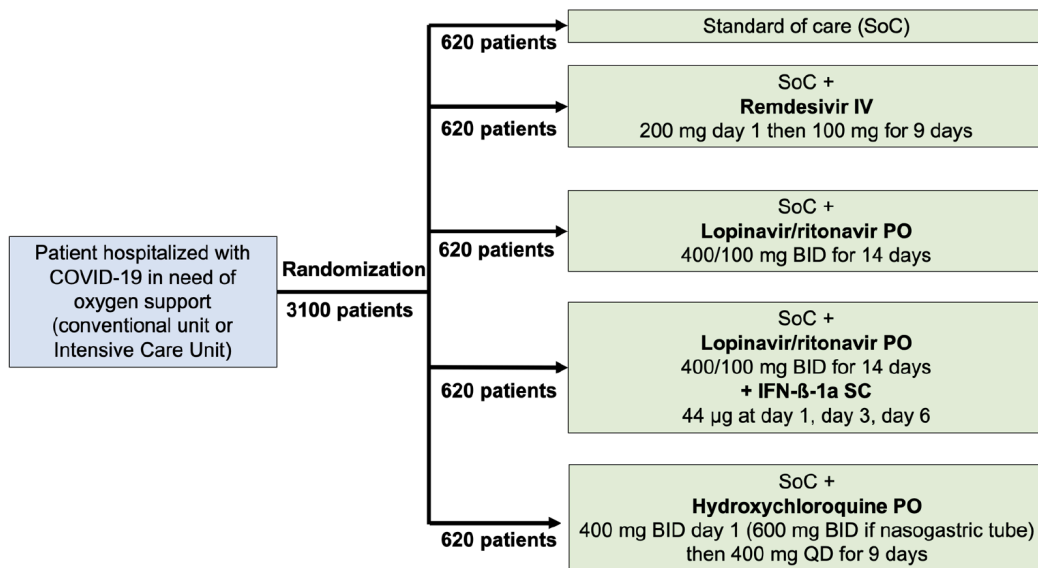 Patient hospitalized with
COVID-19 in need of
oxygen support
(conventional unit or
Intensive Care Unit)
Randomization
3100 patients
620 patients
Standard of care (SoC)
620 patients
SoC +
Remdesivir IV
200 mg day 1 then 100 mg for 9 days
620 patients
SoC +
Lopinavir/ritonavir PO
400/100 mg BID for 14 days
620 patients
SoC +
Lopinavir/ritonavir PO
400/100 mg BID for 14 days
+ IFN-ß-1a SC
44 µg at day 1, day 3, day 6
620 patients
SoC +
Hydroxychloroquine PO
400 mg BID day 1 (600 mg BID if nasogastric tube)
then 400 mg QD for 9 days